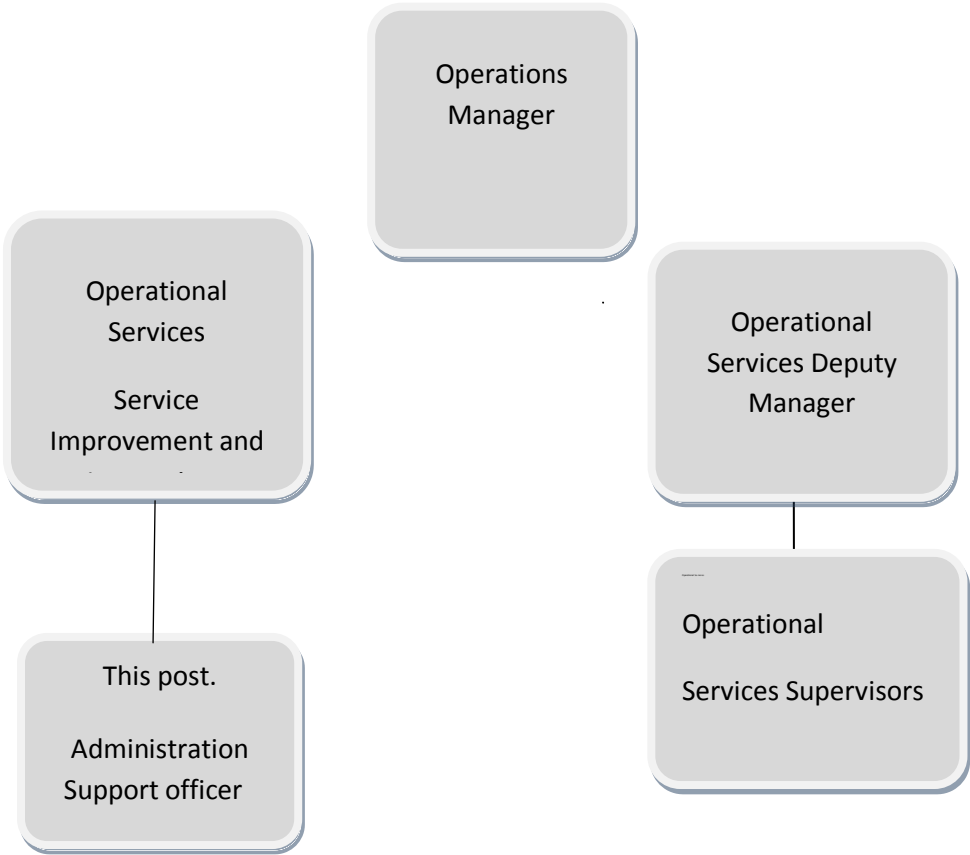 Operations
Manager
Operational
Services
Service
Improvement and
Operational
Services Deputy
Manager
This post.
Administration
Support officer
Operational
Services Supervisors